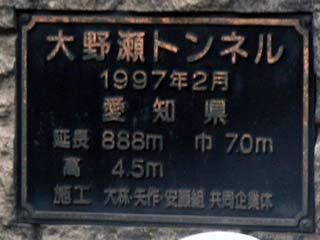 大野瀬トンネル
1997年2月
愛知県
延長 888m 巾 7.0m
高 4.5m
施工 大林・矢作・安藤組 共同企業体